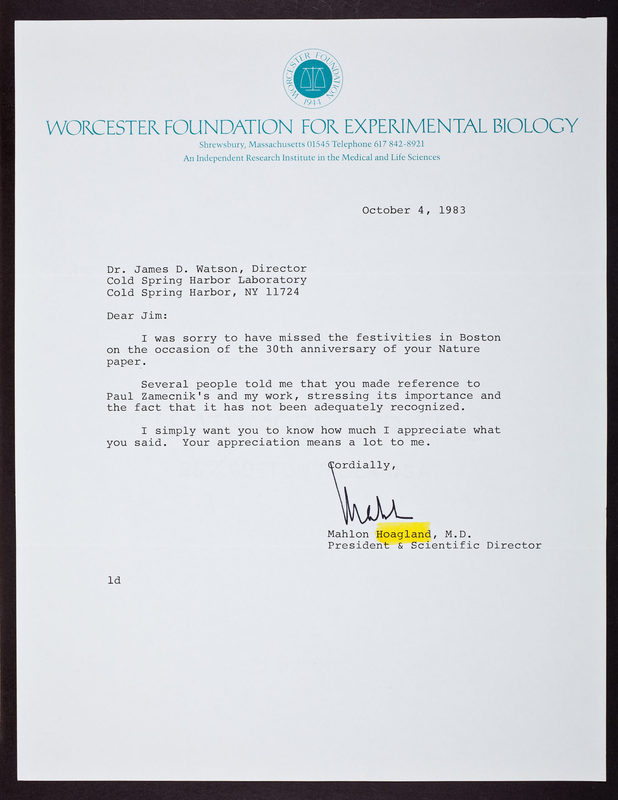 WORCESTER FOUNDATION
1944
WORCESTER FOUNDATION FOR EXPERIMENTAL BIOLOGY
Shrewsbury, Massachusetts 01545 Telephone 617 842-8921
An Independent Research Institute in the Medical and Life Sciences
October 4, 1983
Dr. James D. Watson, Director
Cold Spring Harbor Laboratory
Cold Spring Harbor, NY 11724
Dear Jim:
I was sorry to have missed the festivities in Boston
on the occasion of the 30th anniversary of your Nature
paper.
Several people told me that you made reference to
Paul Zamecnik's and my work, stressing its importance and
the fact that it has not been adequately recognized.
I simply want you to know how much I appreciate what
you said. Your appreciation means a lot to me.
Cordially,
Mahlon Hoagland, M.D.
President & Scientific Director
ld